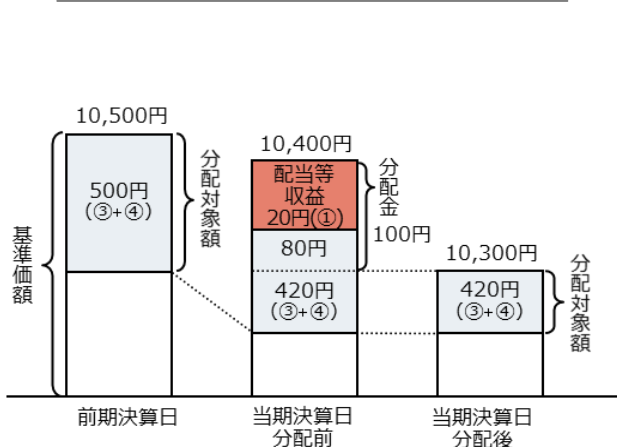 10,500円
500円
(③+④)
分配対象額
基準価額
前期決算日
10,400円
配当等
収益
20円(①)
80円
420円
(③+④)
分配金
100円
当期決算日
分配前
10,300円
420円
(③+④)
分配対象額
当期決算日
分配後